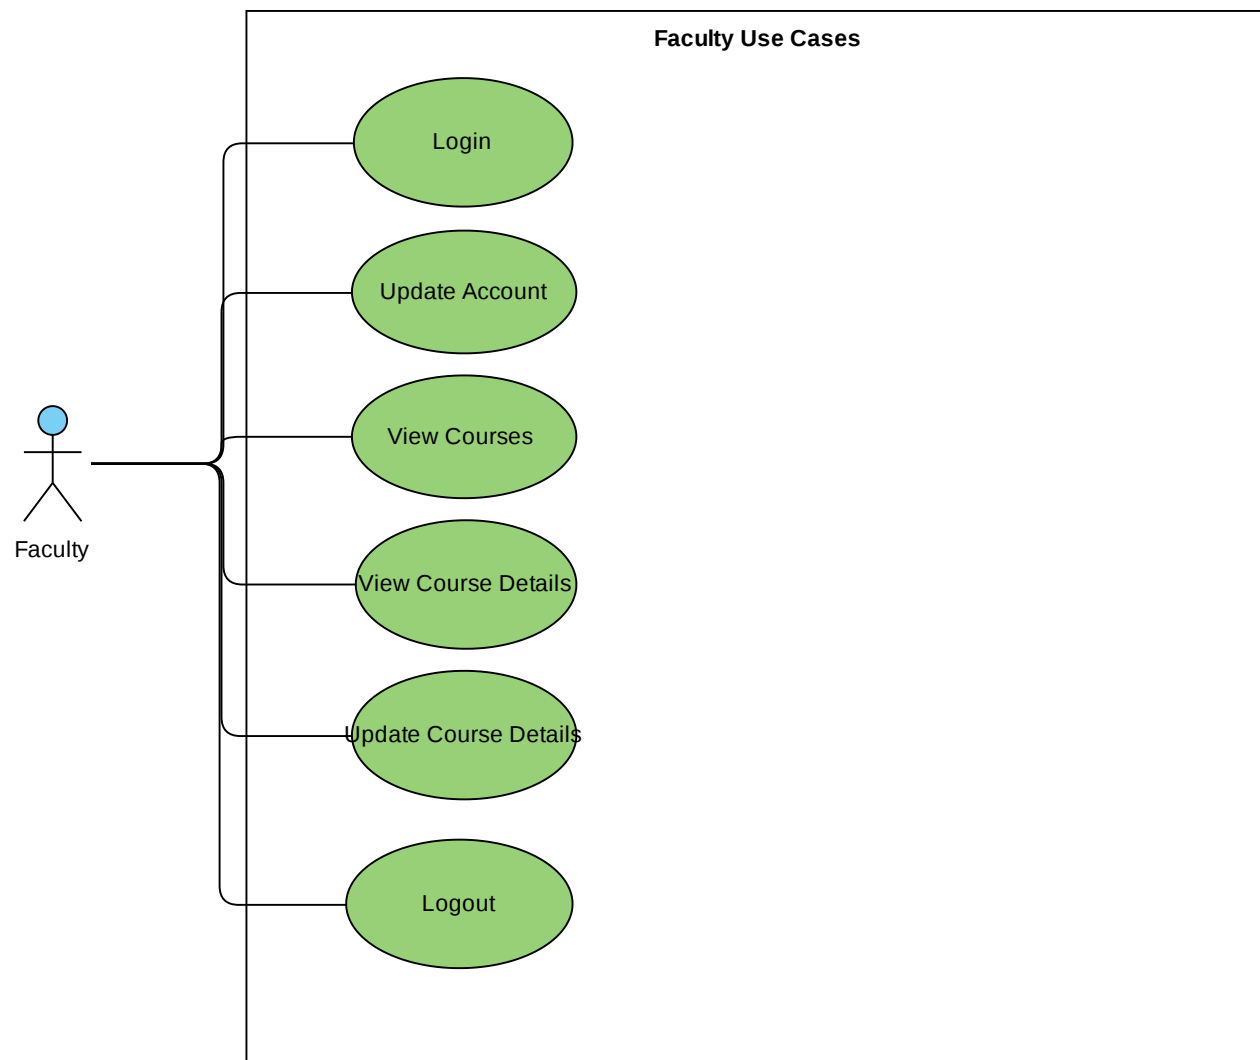 Faculty Use Cases
Login
Update Account
View Courses
Faculty
View Course Details
Update Course Details
Logout